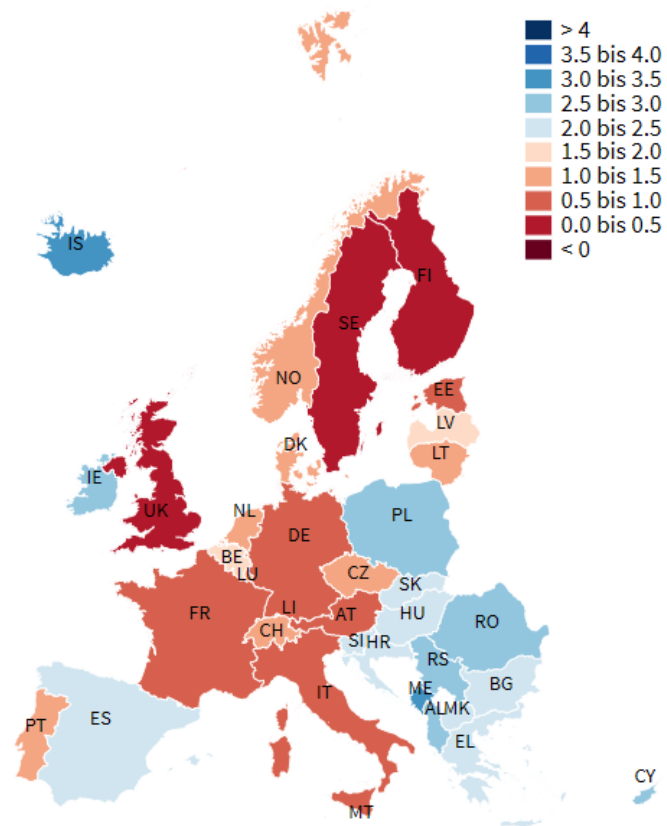 > 4
3.5 bis 4.0
3.0 bis 3.5
2.5 bis 3.0
2.0 bis 2.5
1.5 bis 2.0
1.0 bis 1.5
0.5 bis 1.0
0.0 bis 0.5
< 0
IS
FI
SE
NO
EE
LV
DK
LT
IE
UK
NL
PL
DE
BE
LU
CZ
SK
FR
LI
AT
HU
RO
CH
SI
HR
RS
IT
ME
BG
PT
ES
AL
MK
EL
CY
MT